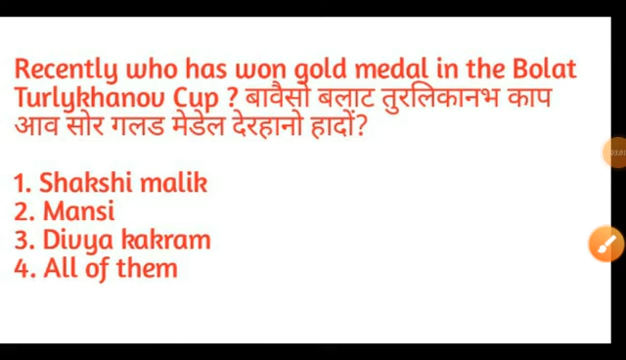 Recently who has won gold medal in the Bolat
Turlykhanov Cup ? बावैसो बलाट तुरलिकानभ काप
आव सोर गलड मेडेल देरहानो हादों?
1. Shakshi malik
2. Mansi
3. Divya kakram
4. All of them